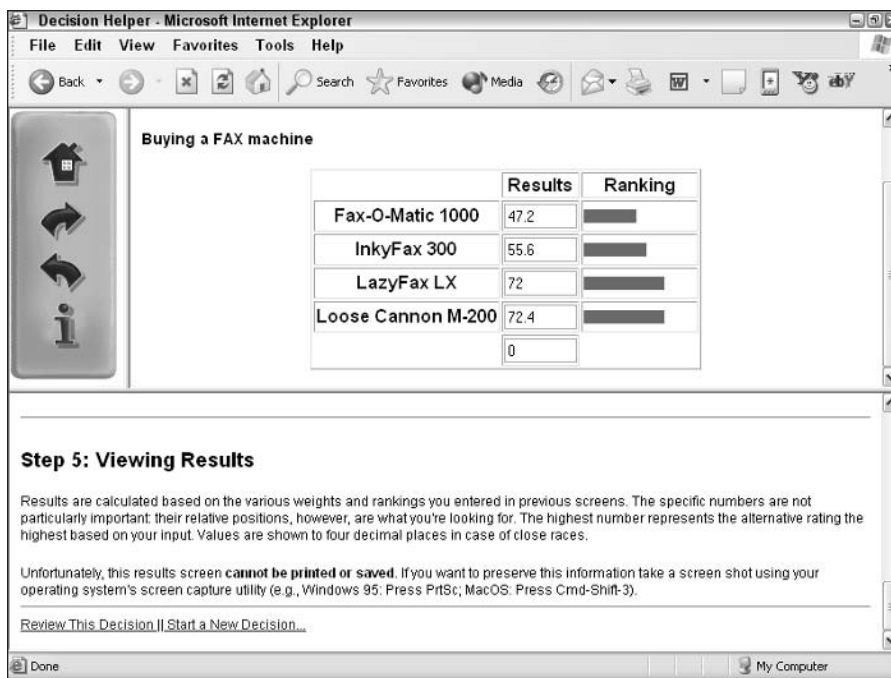 Decision Helper - Microsoft Internet Explorer
File Edit View Favorites Tools Help
Back Search Favorites Media W ebY
Buying a FAX machine
Results Ranking
Fax-O-Matic 1000 47.2
InkyFax 300 55.6
LazyFax LX 72
Loose Cannon M-200 72.4
0
Step 5: Viewing Results
Results are calculated based on the various weights and rankings you entered in previous screens. The specific numbers are not
particularly important: their relative positions, however, are what you're looking for. The highest number represents the alternative rating the
highest based on your input. Values are shown to four decimal places in case of close races.
Unfortunately, this results screen cannot be printed or saved. If you want to preserve this information take a screen shot using your
operating system's screen capture utility (e.g., Windows 95: Press PrtSc; MacOS: Press Cmd-Shift-3).
Review This Decision || Start a New Decision...
Done My Computer